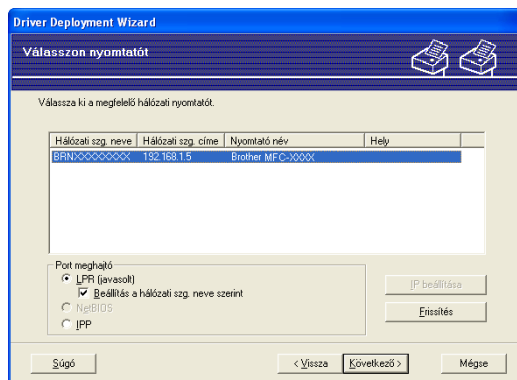 Driver Deployment Wizard
Válasszon nyomtatót
Válassza ki a megfelelő hálózati nyomtatót.
Hálózati szg. neve Hálózati szg. címe Nyomtató név Hely
BRNXXXXXXXX 192.168.1.5 Brother MFC-XXXX
Port meghajtó
LPR (javasolt)
Beállítás a hálózati szg. neve szerint
NetBIOS
IPP
IP beállítása
Frissítés
Súgó < Vissza Következő > Mégse